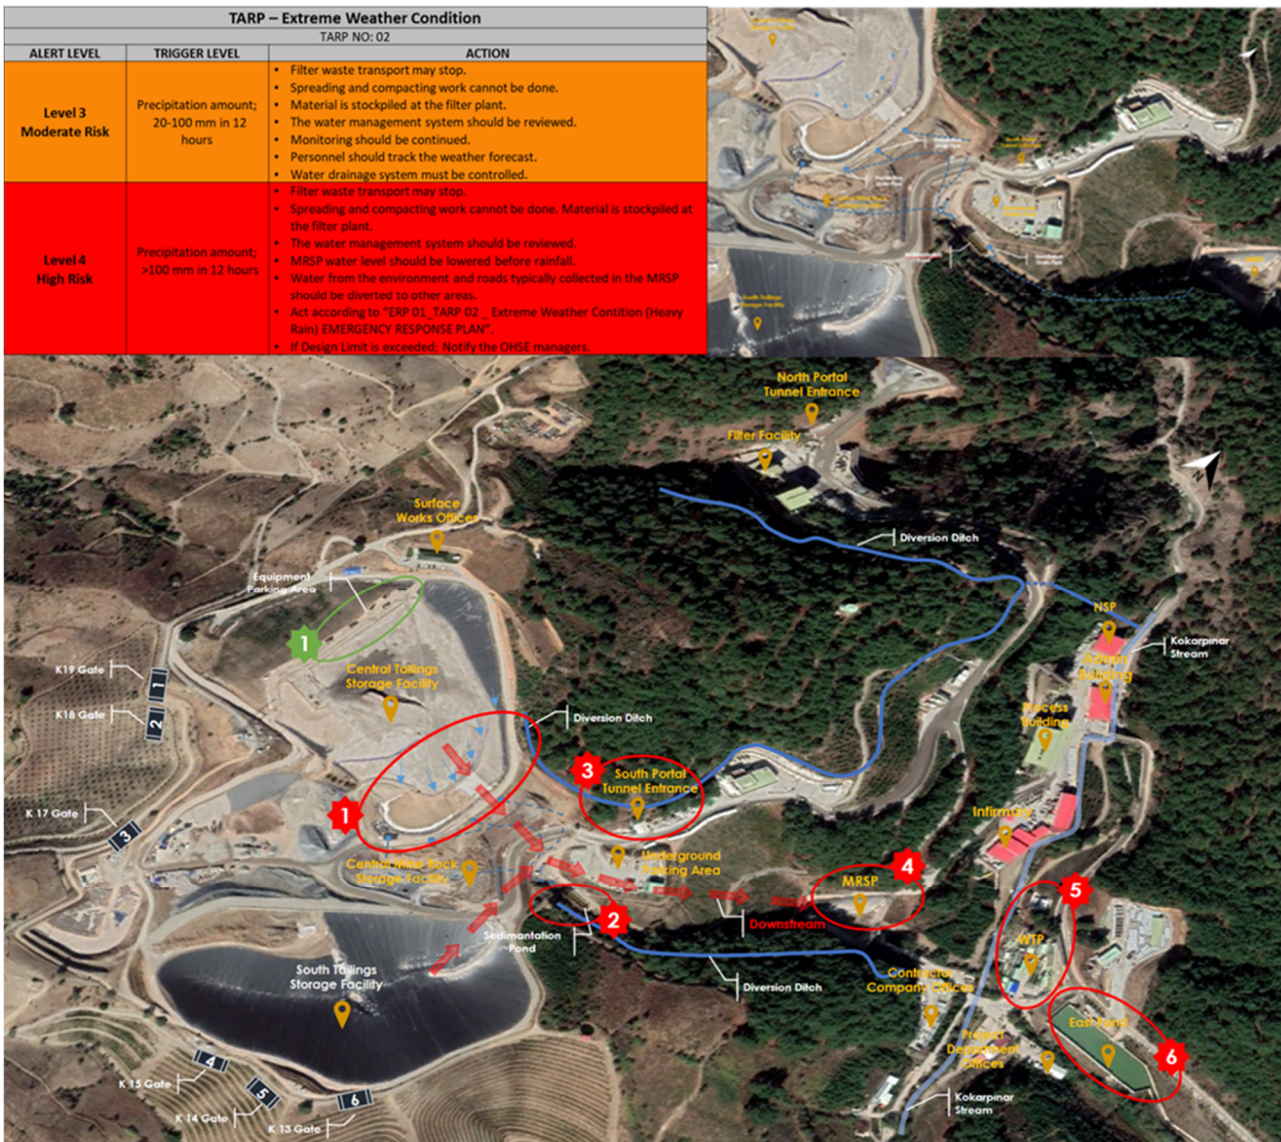 TARP – Extreme Weather Condition
TARP NO: 02
ALERT LEVEL
TRIGGER LEVEL
ACTION
Level 3
Moderate Risk
Precipitation amount;
20-100 mm in 12
hours
▪ Filter waste transport may stop.
▪ Spreading and compacting work cannot be done.
▪ Material is stockpiled at the filter plant.
▪ The water management system should be reviewed.
▪ Monitoring should be continued.
▪ Personnel should track the weather forecast.
▪ Water drainage system must be controlled.
Level 4
High Risk
Precipitation amount;
>100 mm in 12 hours
▪ Filter waste transport may stop.
▪ Spreading and compacting work cannot be done. Material is stockpiled at
the filter plant.
▪ The water management system should be reviewed.
▪ MRSP water level should be lowered before rainfall.
▪ Water from the environment and roads typically collected in the MRSP
should be diverted to other areas.
▪ Act according to "ERP 01_TARP 02 _ Extreme Weather Contition (Heavy
Rain) EMERGENCY RESPONSE PLAN".
▪ If Design Limit is exceeded; Notify the OHSE managers.
South Tailings
Storage Facility
North Portal
Tunnel Entrance
Filter Facility
N
Surface
Works Offices
Diversion Ditch
Equipment
Parking Area
1
NSP
Kokarpınar
Stream
Admin
Building
K19 Gate
1
Central Tailings
Storage Facility
K18 Gate
2
Diversion Ditch
Process
Building
3
South Portal
Tunnel Entrance
K 17 Gate
3
1
Infirmary
Central Mine Rock
Storage Facility
Underground
Parking Area
MRSP
4
5
2
Sedimantation
Pond
Downstream
WTP
South Tailings
Storage Facility
Diversion Ditch
Contractor
Company Offices
East Pond
Project
Department
Offices
6
K 15 Gate
4
K 14 Gate
5
K 13 Gate
6
Kokarpınar
Stream